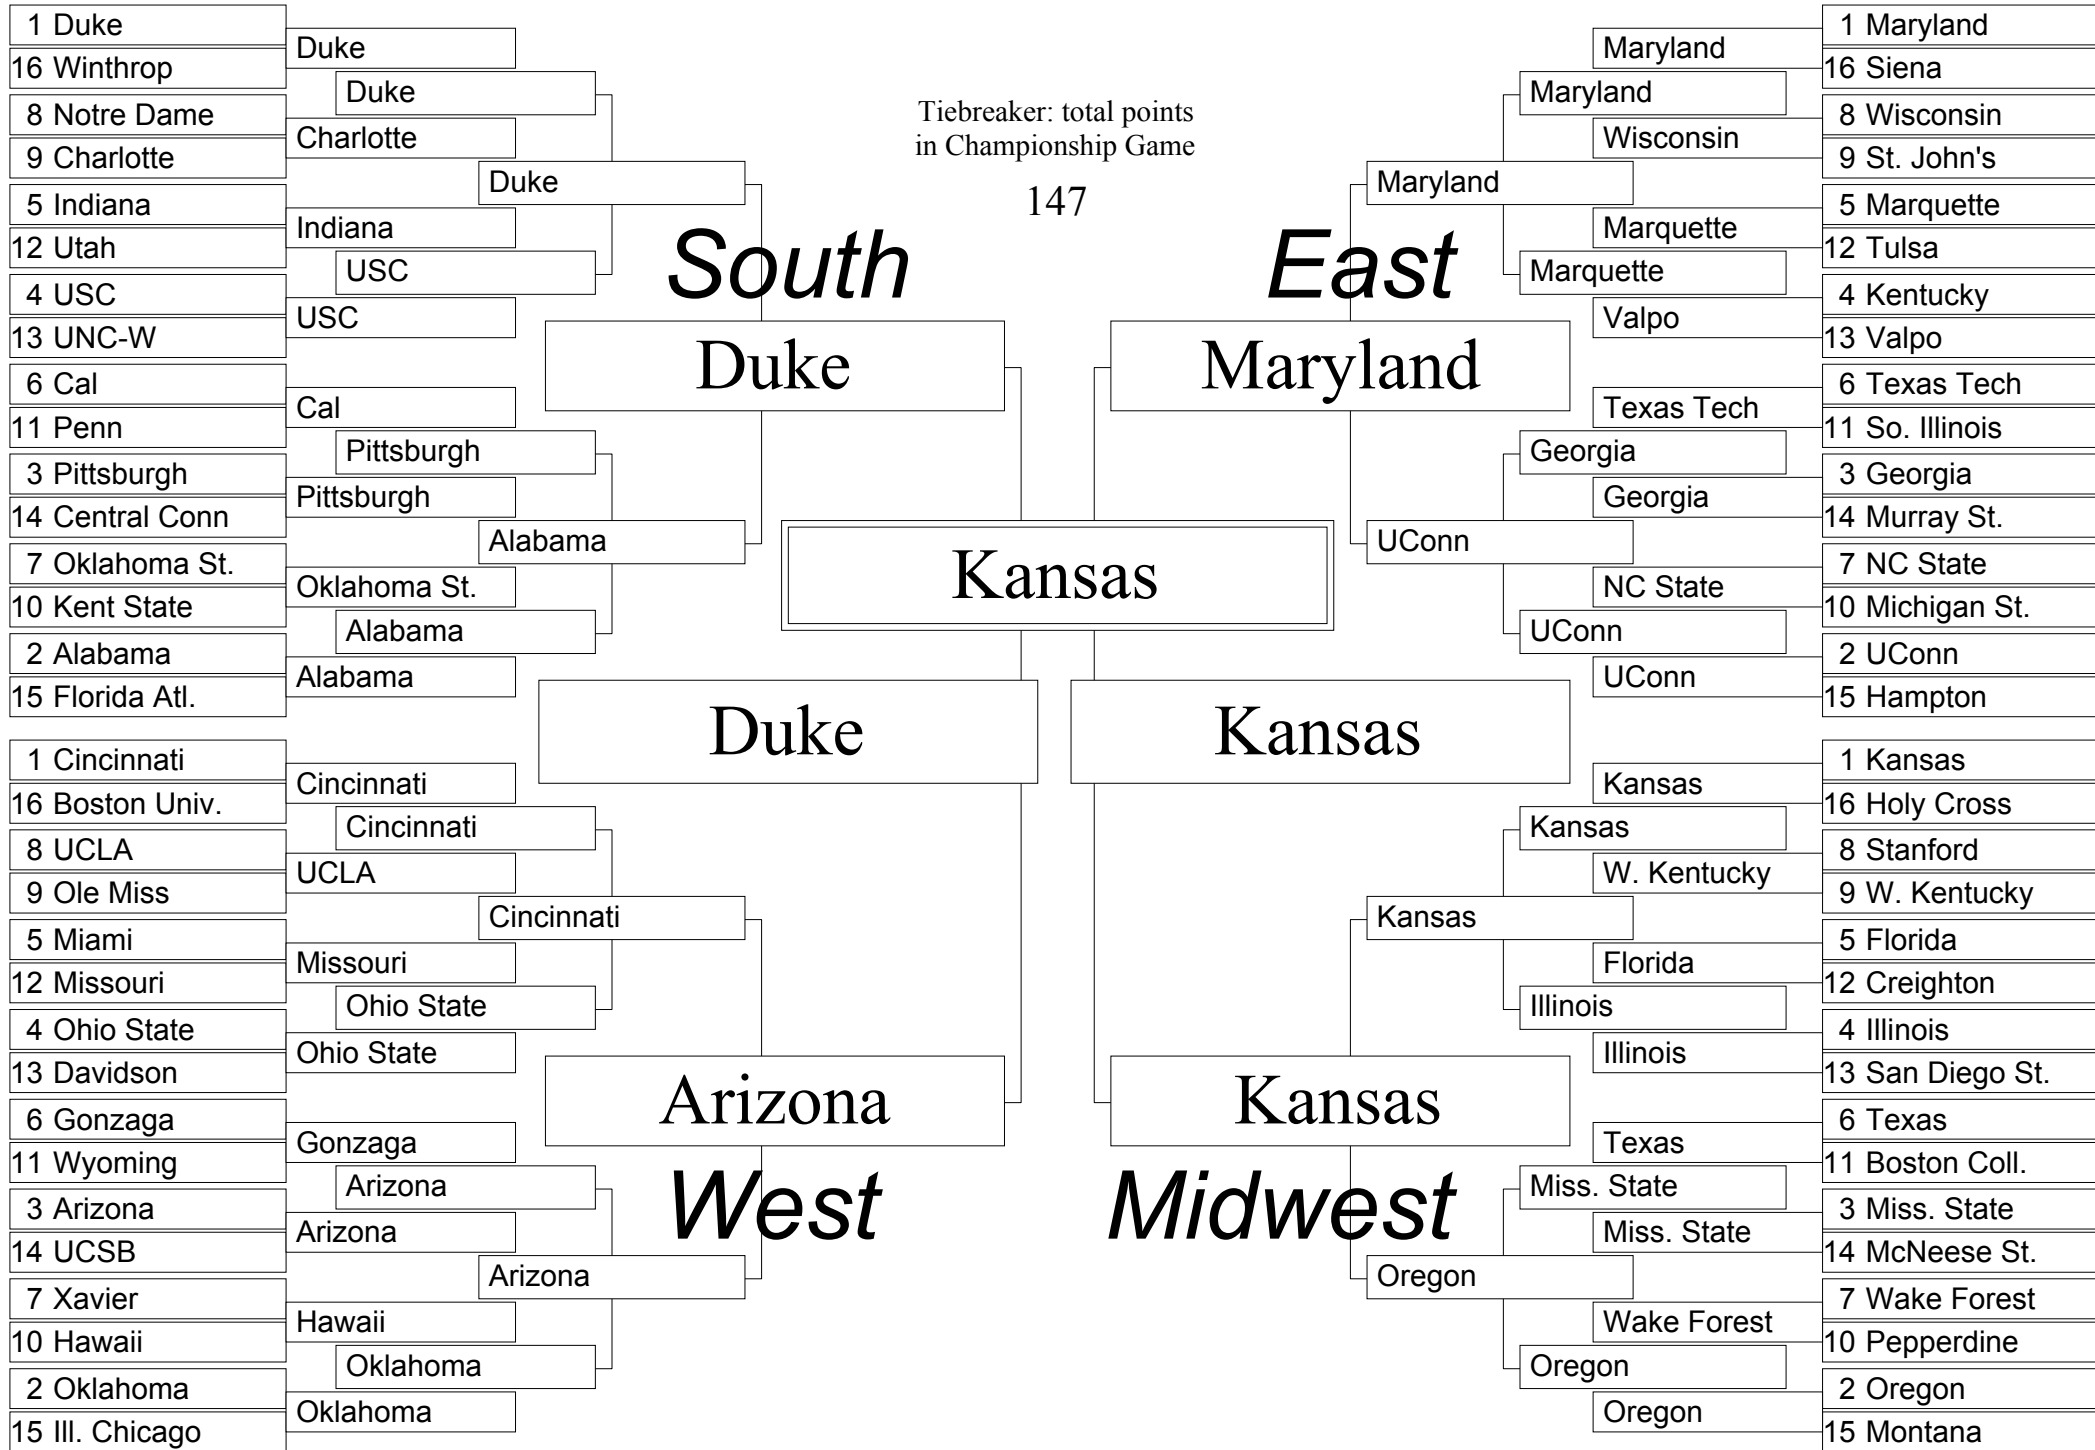 1 Duke
16 Winthrop
8 Notre Dame
9 Charlotte
5 Indiana
12 Utah
4 USC
13 UNC-W
6 Cal
11 Penn
3 Pittsburgh
14 Central Conn
7 Oklahoma St.
10 Kent State
2 Alabama
15 Florida Atl.
Duke
Charlotte
Indiana
USC
Cal
Pittsburgh
Oklahoma St.
Alabama
Duke
USC
Pittsburgh
Alabama
Duke
Alabama
South
Duke
1 Cincinnati
16 Boston Univ.
8 UCLA
9 Ole Miss
5 Miami
12 Missouri
4 Ohio State
13 Davidson
6 Gonzaga
11 Wyoming
3 Arizona
14 UCSB
7 Xavier
10 Hawaii
2 Oklahoma
15 Ill. Chicago
Cincinnati
UCLA
Missouri
Ohio State
Gonzaga
Arizona
Hawaii
Oklahoma
Cincinnati
Ohio State
Arizona
Oklahoma
Cincinnati
Arizona
Arizona
West
Tiebreaker: total points
in Championship Game
147
Kansas
Duke
Kansas
East
Maryland
Maryland
UConn
Maryland
Marquette
Georgia
UConn
Maryland
Wisconsin
Marquette
Valpo
Texas Tech
Georgia
NC State
UConn
1 Maryland
16 Siena
8 Wisconsin
9 St. John's
5 Marquette
12 Tulsa
4 Kentucky
13 Valpo
6 Texas Tech
11 So. Illinois
3 Georgia
14 Murray St.
7 NC State
10 Michigan St.
2 UConn
15 Hampton
Kansas
Midwest
Kansas
Oregon
Kansas
Illinois
Miss. State
Oregon
Kansas
W. Kentucky
Florida
Illinois
Texas
Miss. State
Wake Forest
Oregon
1 Kansas
16 Holy Cross
8 Stanford
9 W. Kentucky
5 Florida
12 Creighton
4 Illinois
13 San Diego St.
6 Texas
11 Boston Coll.
3 Miss. State
14 McNeese St.
7 Wake Forest
10 Pepperdine
2 Oregon
15 Montana